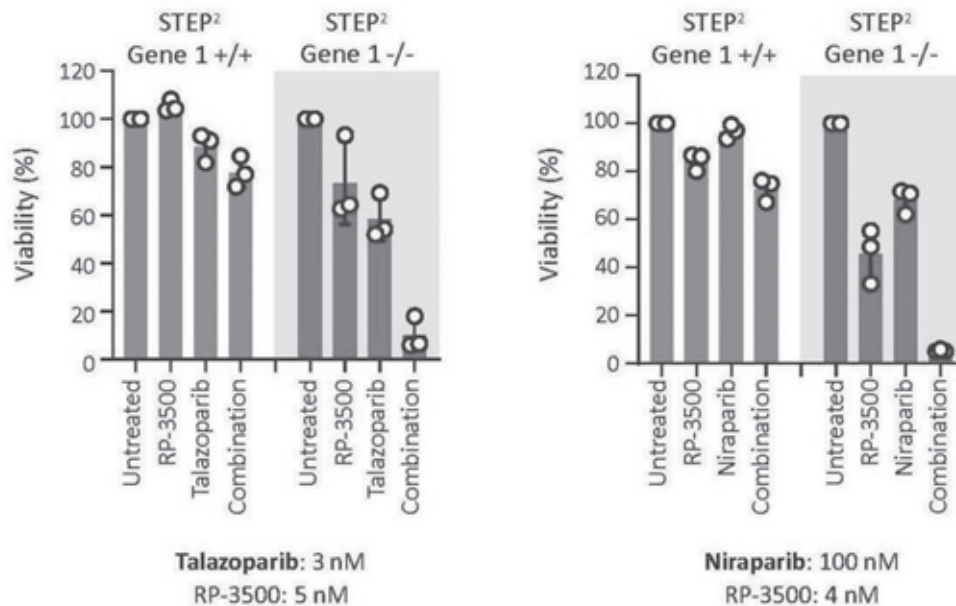 STEP²
Gene 1 +/+
STEP²
Gene 1 -/-
Viability (%)
120
100
80
60
40
20
0
Untreated
RP-3500
Talazoparib
Combination
Untreated
RP-3500
Talazoparib
Combination
Talazoparib: 3 nM
RP-3500: 5 nM
STEP²
Gene 1 +/+
STEP²
Gene 1 -/-
Viability (%)
120
100
80
60
40
20
0
Untreated
RP-3500
Niraparib
Combination
Untreated
RP-3500
Niraparib
Combination
Niraparib: 100 nM
RP-3500: 4 nM